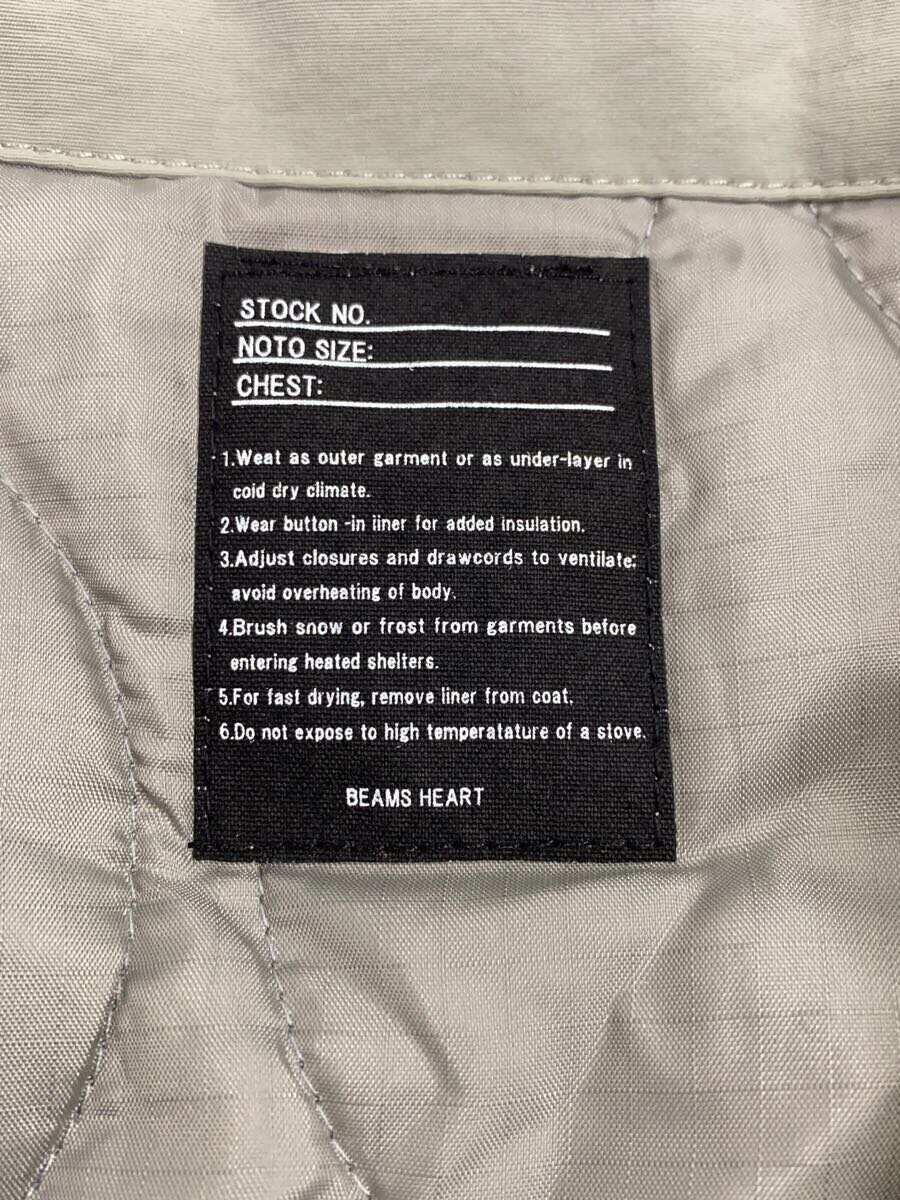 STOCK NO.
NOTO SIZE:
CHEST:
1.Weat as outer garment or as under-layer in
cold dry climate.
2.Wear button -in liner for added insulation.
3.Adjust closures and drawcords to ventilate:
avoid overheating of body.
4.Brush snow or frost from garments before
entering heated shelters.
5.For fast drying, remove liner from coat.
6.Do not expose to high temperatature of a stove.
BEAMS HEART